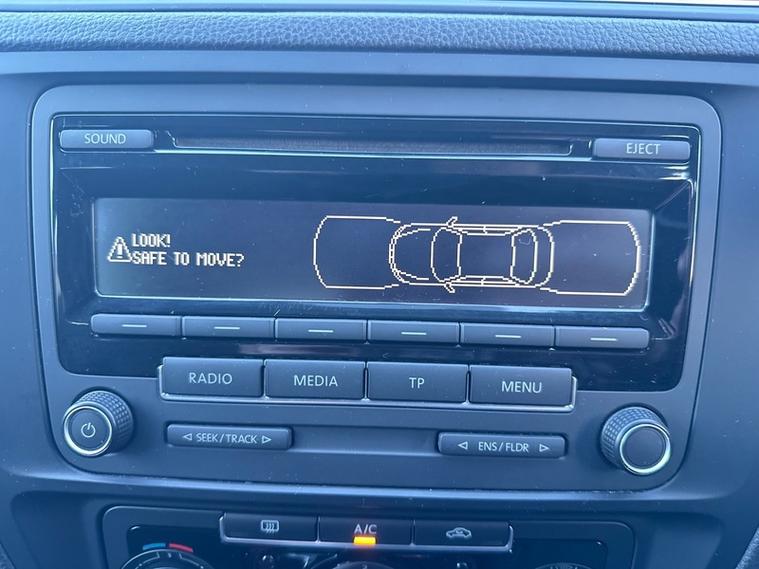 SOUND
EJECT
LOOK!
SAFE TO MOVE?
RADIO
MEDIA
TP
MENU
SEEK/TRACK
ENS/FLDR
A/C